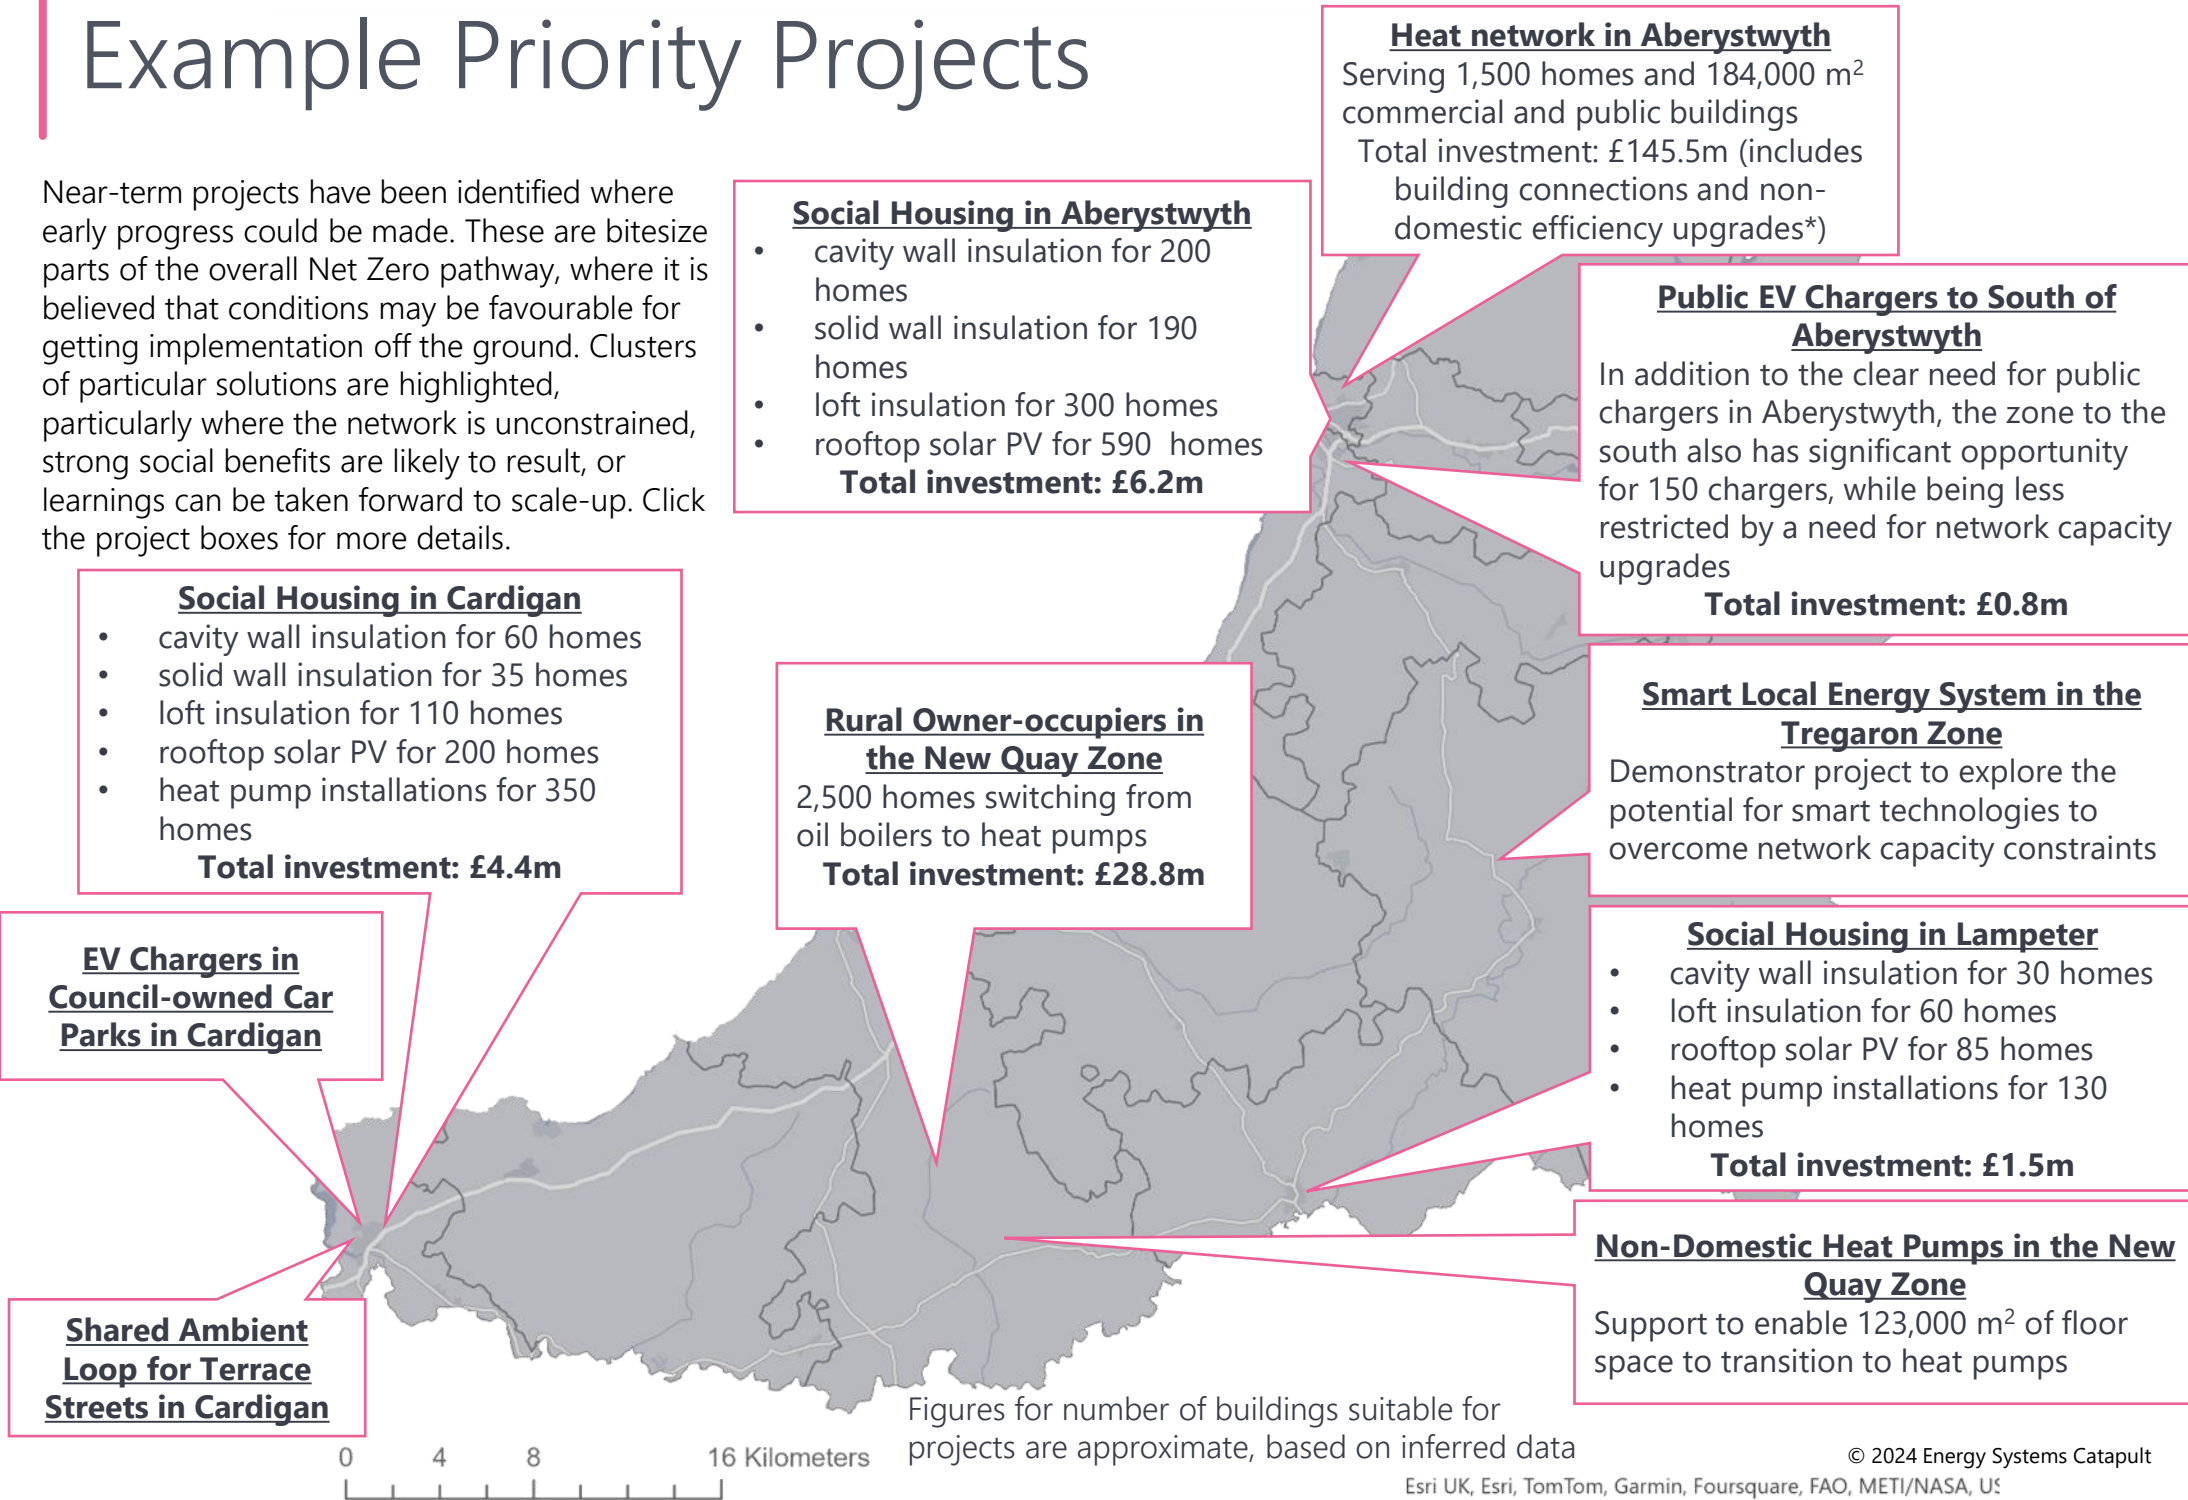 Example Priority Projects
Near-term projects have been identified where
early progress could be made. These are bitesize
parts of the overall Net Zero pathway, where it is
believed that conditions may be favourable for
getting implementation off the ground. Clusters
of particular solutions are highlighted,
particularly where the network is unconstrained,
strong social benefits are likely to result, or
learnings can be taken forward to scale-up. Click
the project boxes for more details.
Heat network in Aberystwyth
Serving 1,500 homes and 184,000 m²
commercial and public buildings
Total investment: £145.5m (includes
building connections and non-
domestic efficiency upgrades*)
Social Housing in Aberystwyth
• cavity wall insulation for 200
homes
• solid wall insulation for 190
homes
• loft insulation for 300 homes
• rooftop solar PV for 590 homes
Total investment: £6.2m
Public EV Chargers to South of
Aberystwyth
In addition to the clear need for public
chargers in Aberystwyth, the zone to the
south also has significant opportunity
for 150 chargers, while being less
restricted by a need for network capacity
upgrades
Total investment: £0.8m
Social Housing in Cardigan
• cavity wall insulation for 60 homes
• solid wall insulation for 35 homes
• loft insulation for 110 homes
• rooftop solar PV for 200 homes
• heat pump installations for 350
homes
Total investment: £4.4m
Rural Owner-occupiers in
the New Quay Zone
2,500 homes switching from
oil boilers to heat pumps
Total investment: £28.8m
Smart Local Energy System in the
Tregaron Zone
Demonstrator project to explore the
potential for smart technologies to
overcome network capacity constraints
EV Chargers in
Council-owned Car
Parks in Cardigan
Social Housing in Lampeter
• cavity wall insulation for 30 homes
• loft insulation for 60 homes
• rooftop solar PV for 85 homes
• heat pump installations for 130
homes
Total investment: £1.5m
Non-Domestic Heat Pumps in the New
Quay Zone
Support to enable 123,000 m² of floor
space to transition to heat pumps
Shared Ambient
Loop for Terrace
Streets in Cardigan
Figures for number of buildings suitable for
projects are approximate, based on inferred data
0 4 8 16 Kilometers
© 2024 Energy Systems Catapult
Esri UK, Esri, TomTom, Garmin, Foursquare, FAO, METI/NASA,